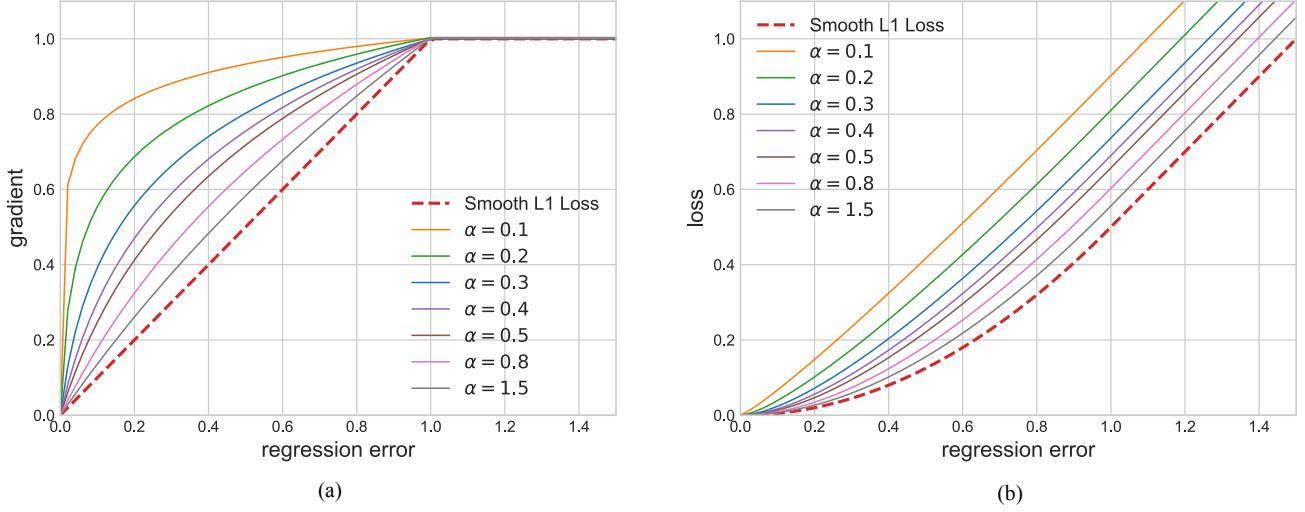 1.0
0.8
0.6
0.4
0.2
0.0
gradient
Smooth L1 Loss
α = 0.1
α = 0.2
α = 0.3
α = 0.4
α = 0.5
α = 0.8
α = 1.5
0.0 0.2 0.4 0.6 0.8 1.0 1.2 1.4
regression error
(a)
1.0
0.8
0.6
0.4
0.2
0.0
loss
Smooth L1 Loss
α = 0.1
α = 0.2
α = 0.3
α = 0.4
α = 0.5
α = 0.8
α = 1.5
0.0 0.2 0.4 0.6 0.8 1.0 1.2 1.4
regression error
(b)